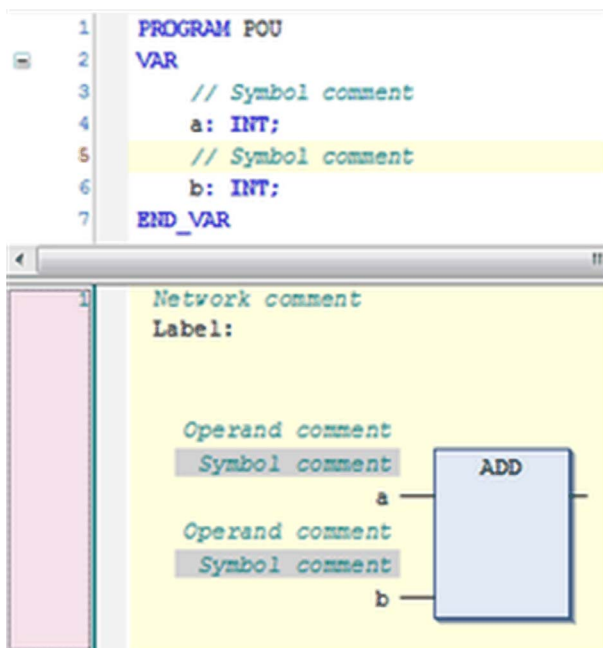 1 PROGRAM POU
2 VAR
3 // Symbol comment
4 a: INT;
5 // Symbol comment
6 b: INT;
7 END_VAR
1 Network comment
Label:
Operand comment
Symbol comment
ADD
a
Operand comment
Symbol comment
b